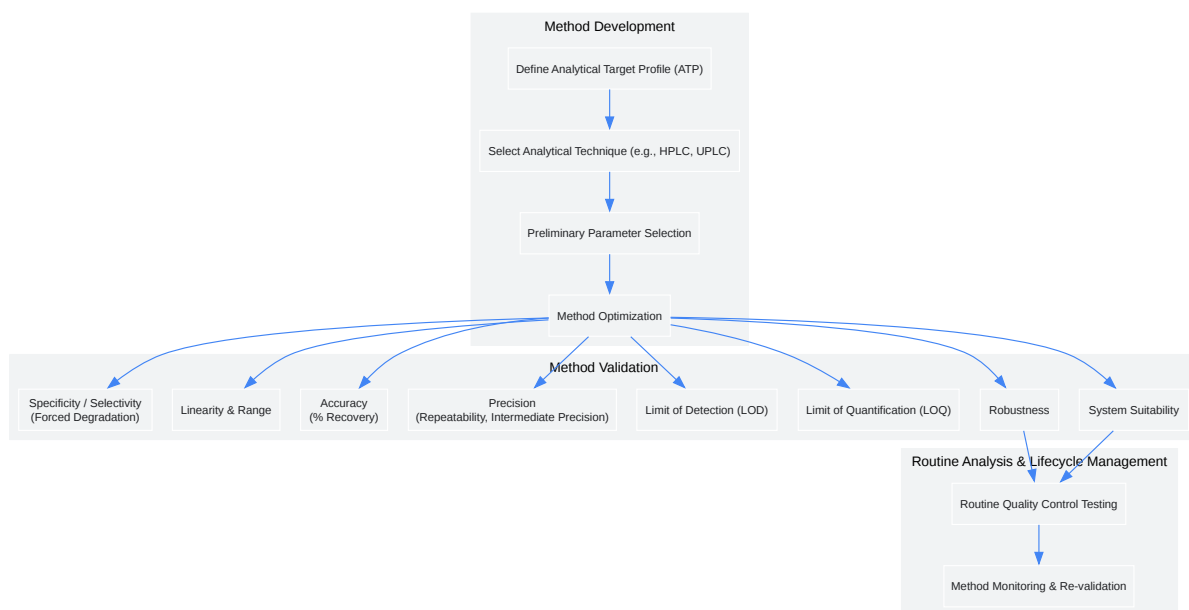 Method Development
Define Analytical Target Profile (ATP)
Select Analytical Technique (e.g., HPLC, UPLC)
Preliminary Parameter Selection
Method Optimization
Method Validation
Specificity / Selectivity
(Forced Degradation)
Linearity & Range
Accuracy
(% Recovery)
Precision
(Repeatability, Intermediate Precision)
Limit of Detection (LOD)
Limit of Quantification (LOQ)
Robustness
System Suitability
Routine Analysis & Lifecycle Management
Routine Quality Control Testing
Method Monitoring & Re-validation